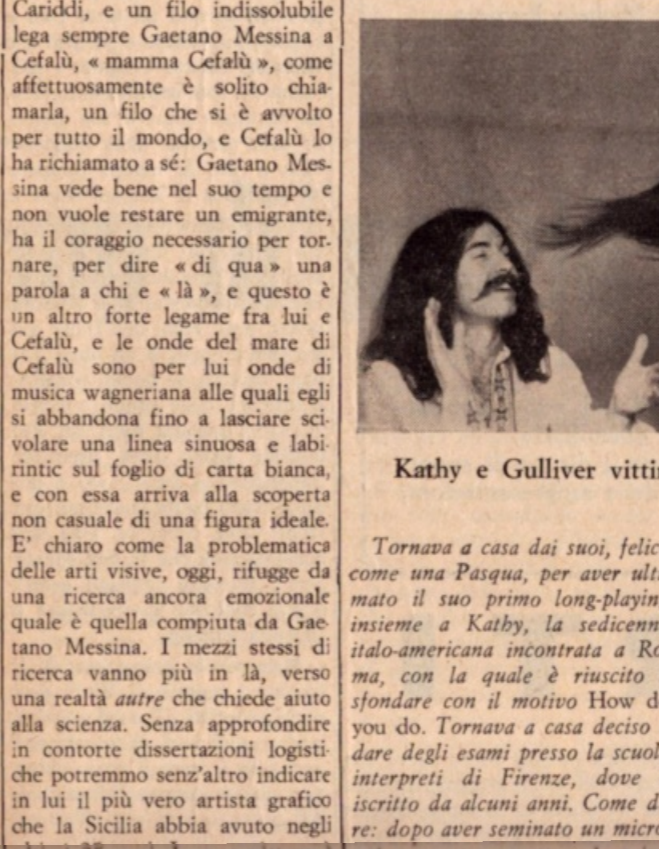 Cariddi, e un filo indissolubile
lega sempre Gaetano Messina a
Cefalù, « mamma Cefalù », come
affettuosamente è solito chia-
marla, un filo che si è avvolto
per tutto il mondo, e Cefalù lo
ha richiamato a sé: Gaetano Mes-
sina vede bene nel suo tempo e
non vuole restare un emigrante,
ha il coraggio necessario per tor-
nare, per dire « di qua » una
parola a chi e « là », e questo è
un altro forte legame fra lui e
Cefalù, e le onde del mare di
Cefalù sono per lui onde di
musica wagneriana alle quali egli
si abbandona fino a lasciare sci-
volare una linea sinuosa e labi-
rintic sul foglio di carta bianca,
e con essa arriva alla scoperta
non casuale di una figura ideale.
E' chiaro come la problematica
delle arti visive, oggi, rifugge da
una ricerca ancora emozionale
quale è quella compiuta da Gae-
tano Messina. I mezzi stessi di
ricerca vanno più in là, verso
una realtà autre che chiede aiuto
alla scienza. Senza approfondire
in contorte dissertazioni logisti-
che potremmo senz'altro indicare
in lui il più vero artista grafico
che la Sicilia abbia avuto negli
Kathy e Gulliver vittim
Tornava a casa dai suoi, felic
come una Pasqua, per aver ulti
mato il suo primo long-playin
insieme a Kathy, la sedicenn
italo-americana incontrata a Ro
ma, con la quale è riuscito
sfondare con il motivo How d
you do. Tornava a casa deciso
dare degli esami presso la scuol
interpreti di Firenze, dove
iscritto da alcuni anni. Come d
re: dopo aver seminato un micro